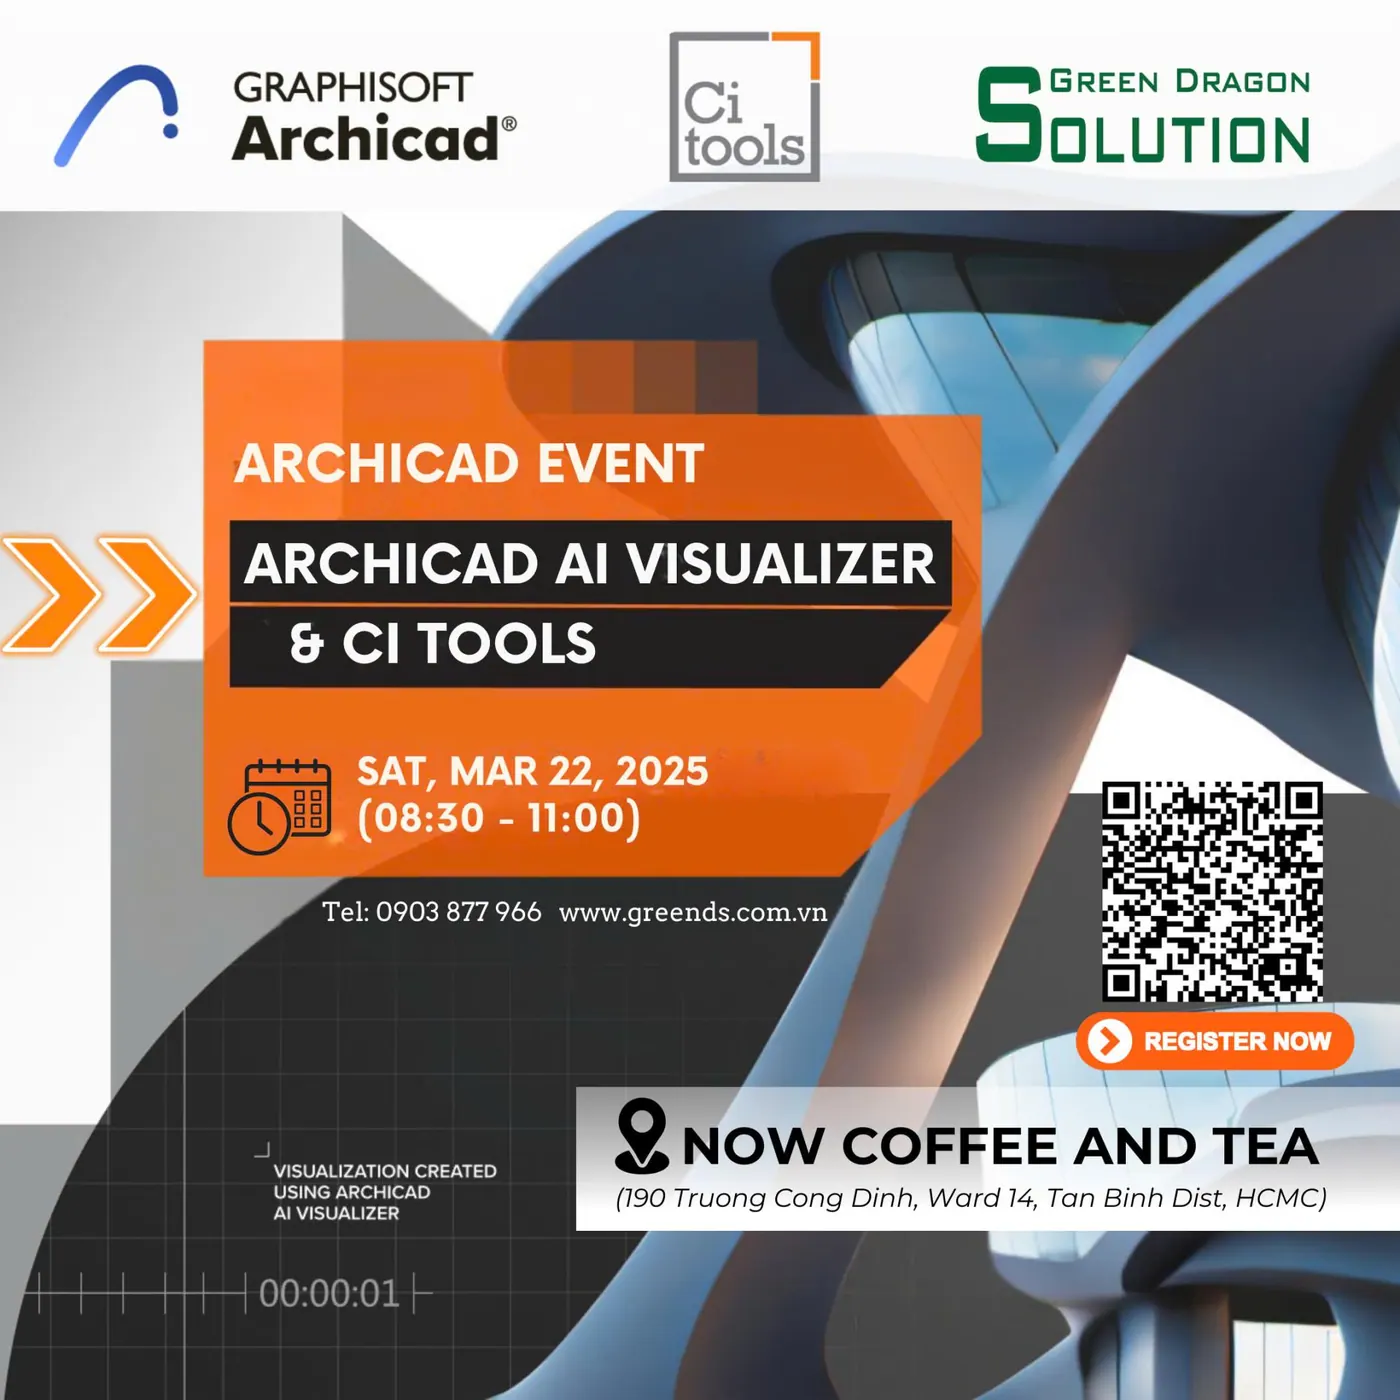 GRAPHISOFT
Archicad®
Ci
tools
GREEN DRAGON
SOLUTION
ARCHICAD EVENT
ARCHICAD AI VISUALIZER
& CI TOOLS
SAT, MAR 22, 2025
(08:30 - 11:00)
Tel: 0903 877 966 www.greends.com.vn
REGISTER NOW
NOW COFFEE AND TEA
(190 Truong Cong Dinh, Ward 14, Tan Binh Dist, HCMC)
VISUALIZATION CREATED
USING ARCHICAD
AI VISUALIZER
00:00:01